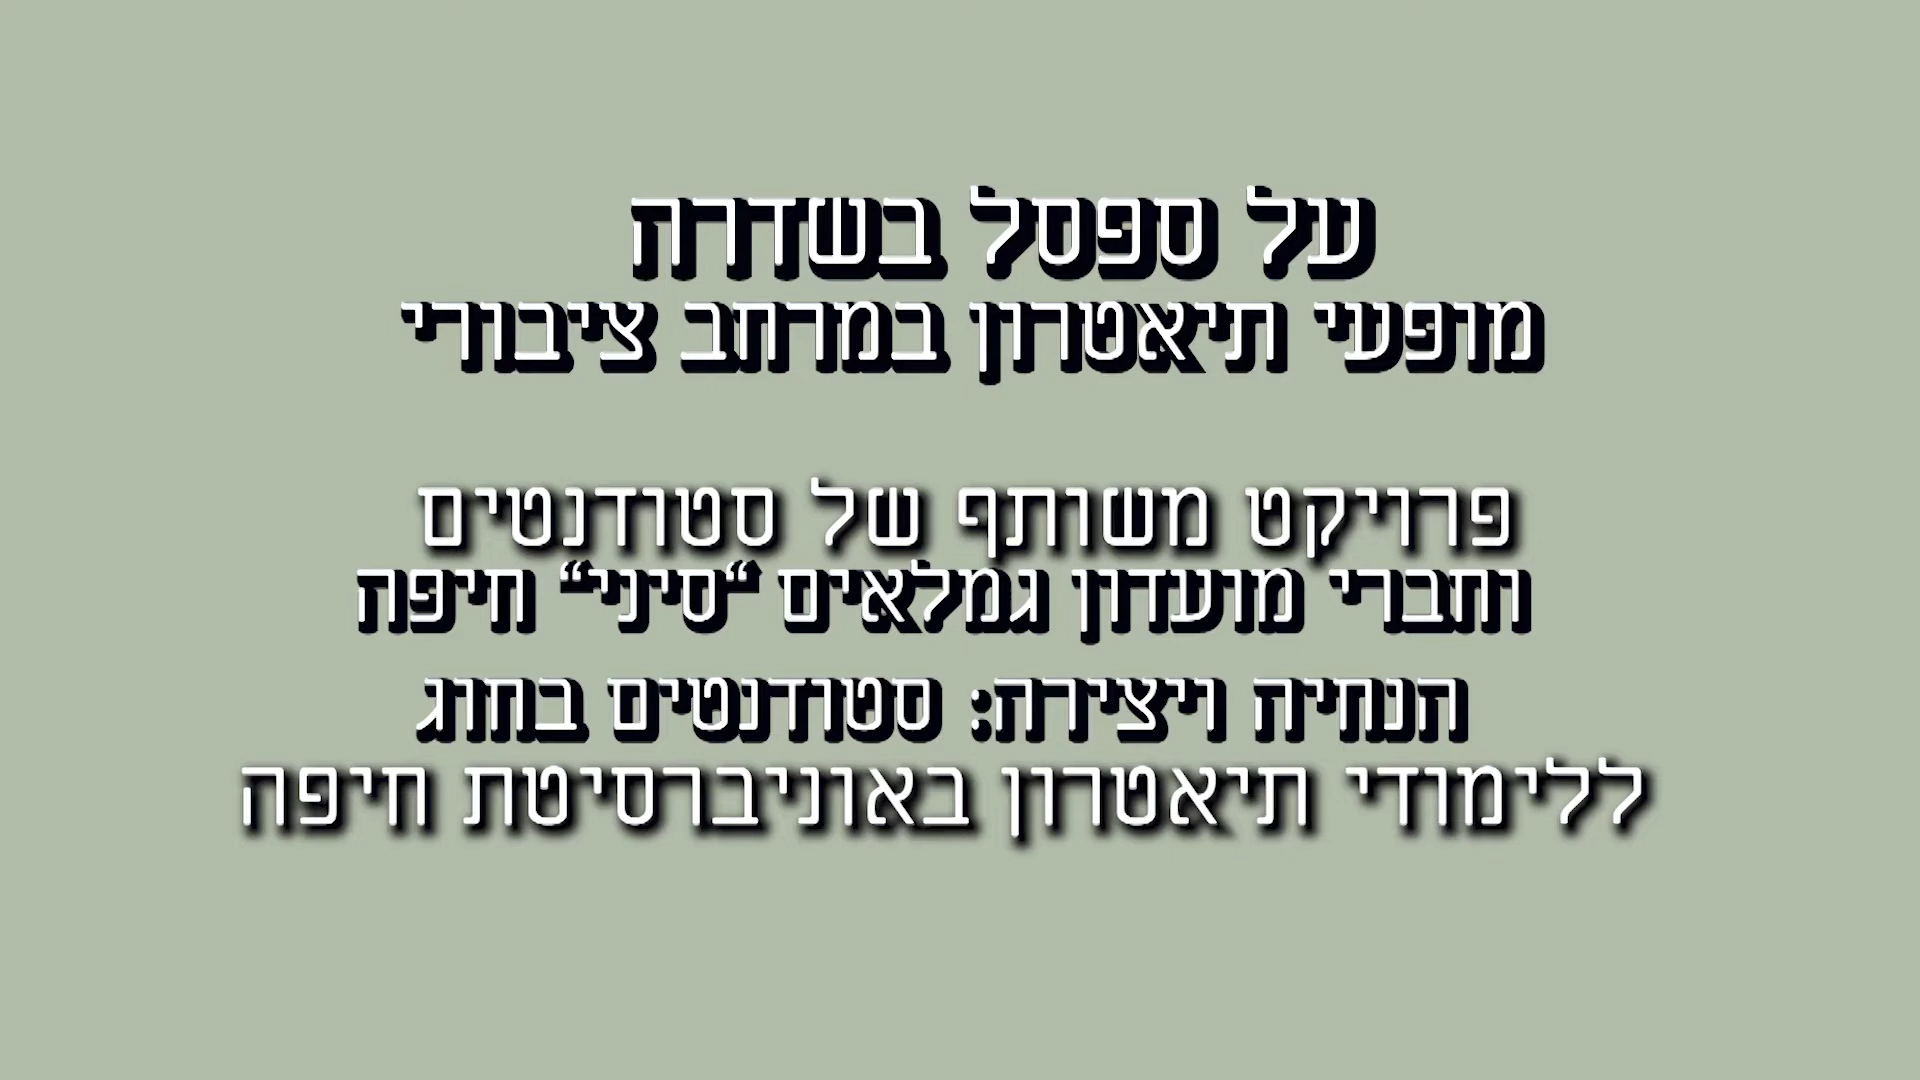 על ספסל בשדרה
מופעי תיאטרון במרחב ציבורי
פרויקט משותף של סטודנטים
וחברי מועדון גמלאים “סיני“ חיפה
הנחיה ויצירה: סטודנטים בחוג
ללימודי תיאטרון באוניברסיטת חיפה